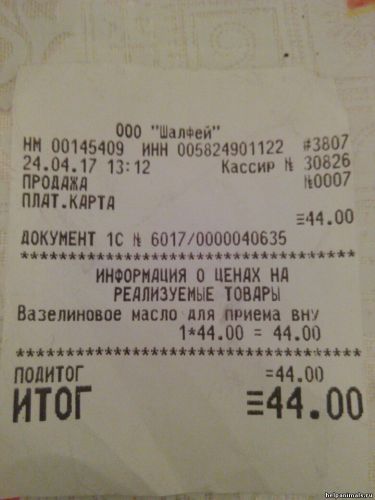 ООО "Шалфей"
НМ 00145409 ИНН 005824901122 #3807
24.04.17 13:12 Кассир № 30826
ПРОДАЖА №0007
ПЛАТ.КАРТА
≡44.00
ДОКУМЕНТ 1С № 6017/0000040635
************************************
ИНФОРМАЦИЯ О ЦЕНАХ НА
РЕАЛИЗУЕМЫЕ ТОВАРЫ
Вазелиновое масло для приема вну
1*44.00 = 44.00
************************************
ПОДИТОГ =44.00
ИТОГ ≡44.00
helpanimals.ru